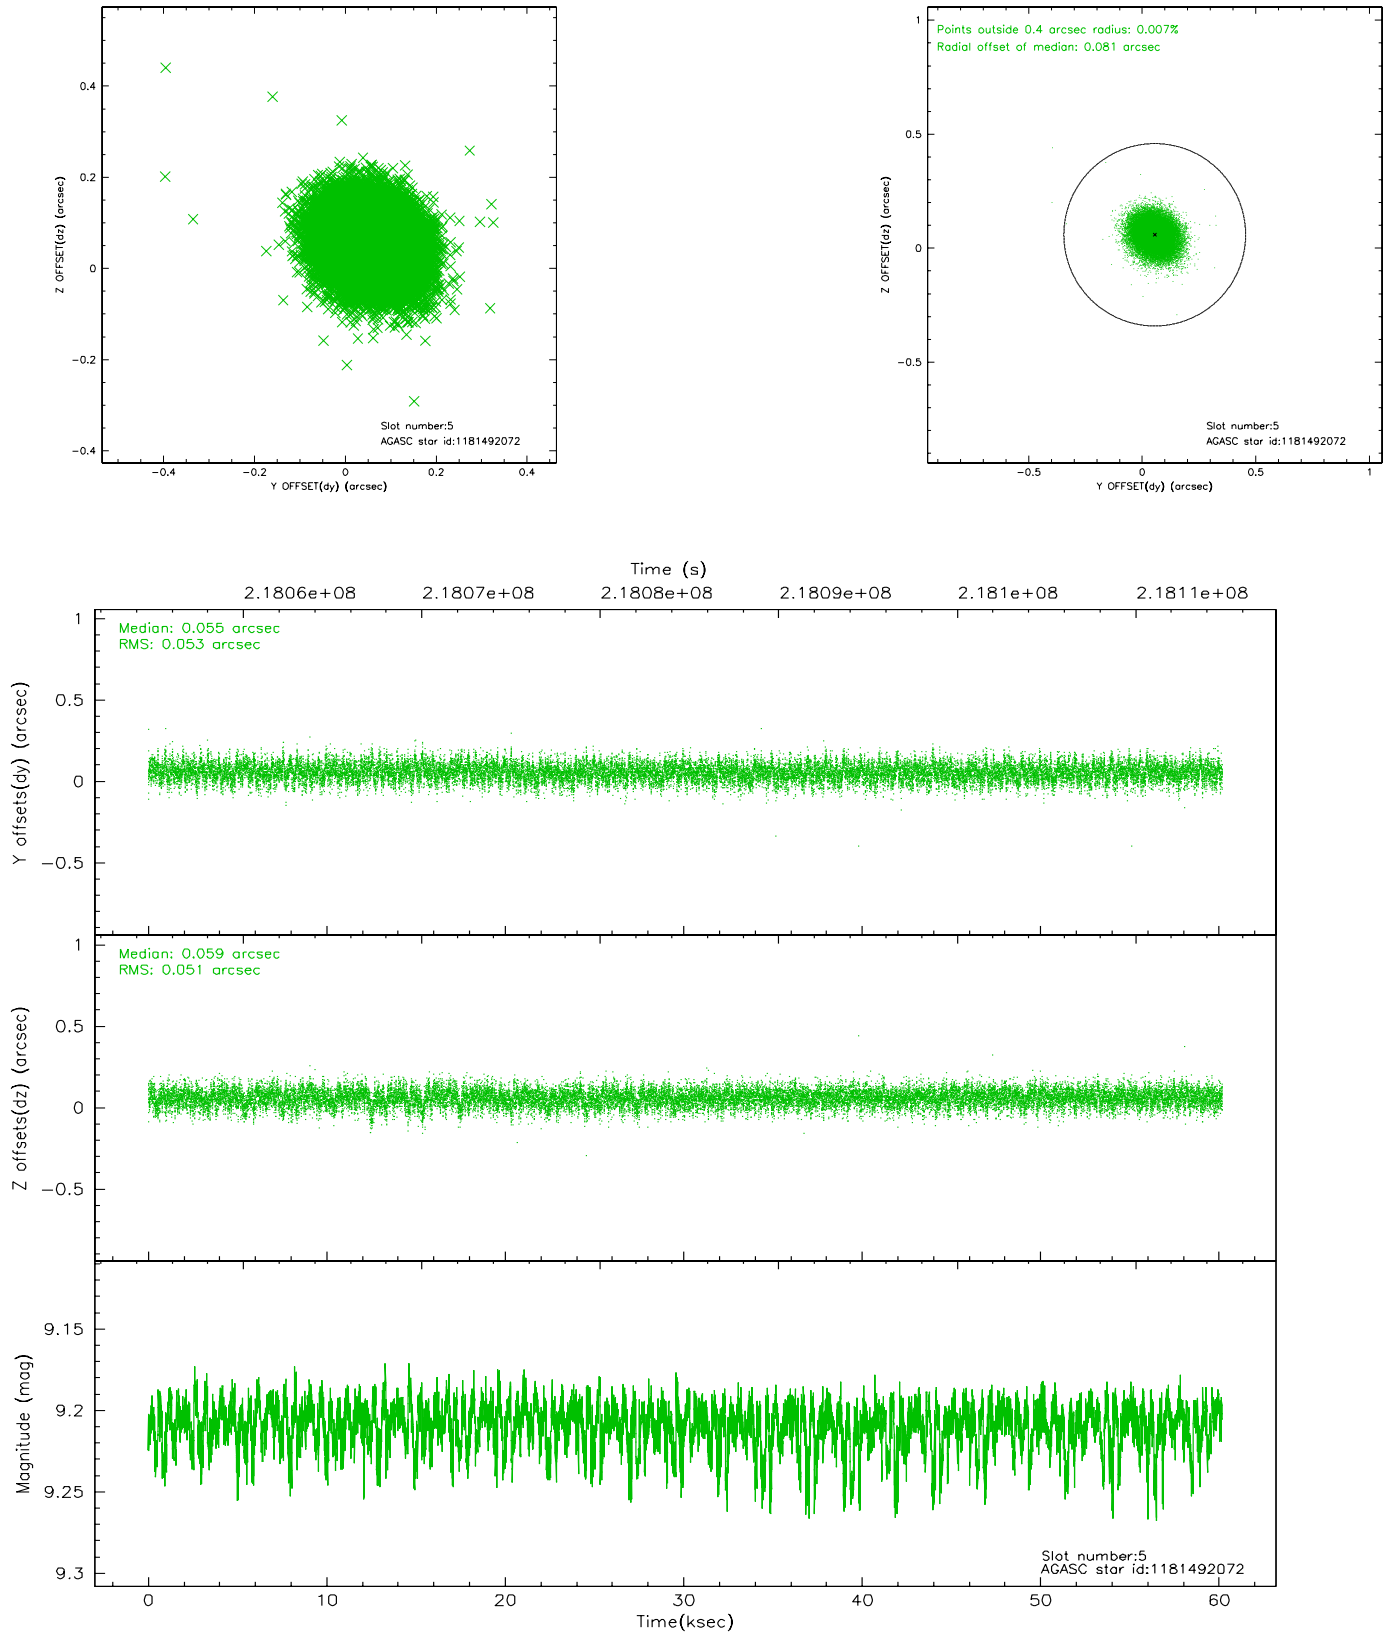 0.4
0.2
0
−0.2
−0.4
Z OFFSET(dz) (arcsec)
Slot number:5
AGASC star id:1181492072
−0.4 −0.2 0 0.2 0.4
Y OFFSET(dy) (arcsec)
Points outside 0.4 arcsec radius: 0.007%
Radial offset of median: 0.081 arcsec
1
0.5
0
−0.5
Z OFFSET(dz) (arcsec)
Slot number:5
AGASC star id:1181492072
−0.5 0 0.5 1
Y OFFSET(dy) (arcsec)
Time (s)
2.1806e+08 2.1807e+08 2.1808e+08 2.1809e+08 2.181e+08 2.1811e+08
Median: 0.055 arcsec
RMS: 0.053 arcsec
1
0.5
0
−0.5
Y offsets(dy) (arcsec)
Median: 0.059 arcsec
RMS: 0.051 arcsec
1
0.5
0
−0.5
Z offsets(dz) (arcsec)
9.15
9.2
9.25
9.3
Magnitude (mag)
Slot number:5
AGASC star id:1181492072
0 10 20 30 40 50 60
Time(ksec)